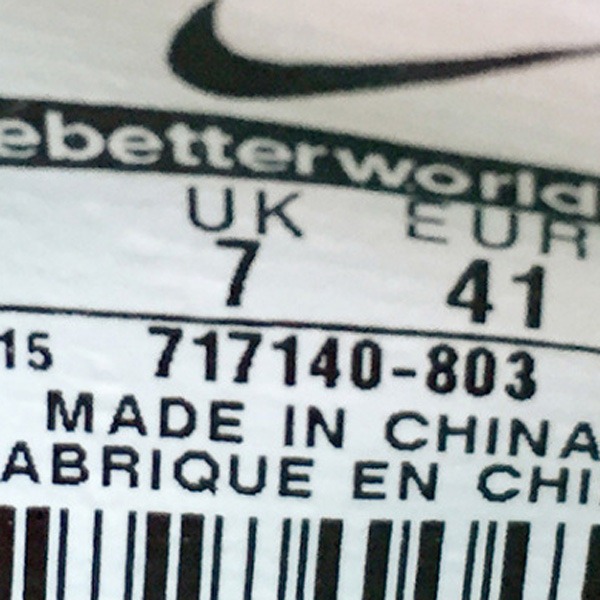 ebetterworld
UK EUR
7 41
15 717140-803
MADE IN CHINA
ABRIQUE EN CHI